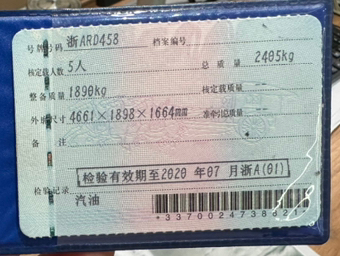 号牌号码 浙ARD458 档案编号
核定载人数 5人 总质量 2405kg
整备质量 1890kg 核定载质量 --
外廓尺寸 4661×1898×1664 准牵引总质量 --
备注
检验有效期至2020年07月浙A(01)
检验记录
汽油
+3370024738621+